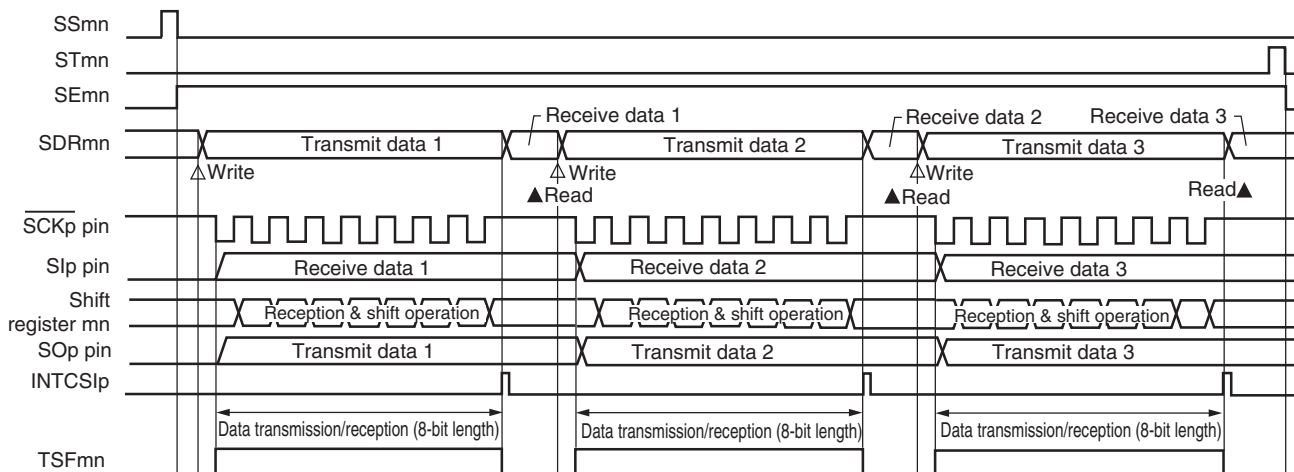 SSmn
STmn
SEmn
Receive data 1
Receive data 2
Receive data 3
SDRmn
Transmit data 1
Transmit data 2
Transmit data 3
△Write
△Write
△Write
▲Read
▲Read
Read▲
SCKp pin
SIp pin
Receive data 1
Receive data 2
Receive data 3
Shift
register mn
Reception & shift operation
Reception & shift operation
Reception & shift operation
SOp pin
Transmit data 1
Transmit data 2
Transmit data 3
INTCSIp
Data transmission/reception (8-bit length)
Data transmission/reception (8-bit length)
Data transmission/reception (8-bit length)
TSFmn